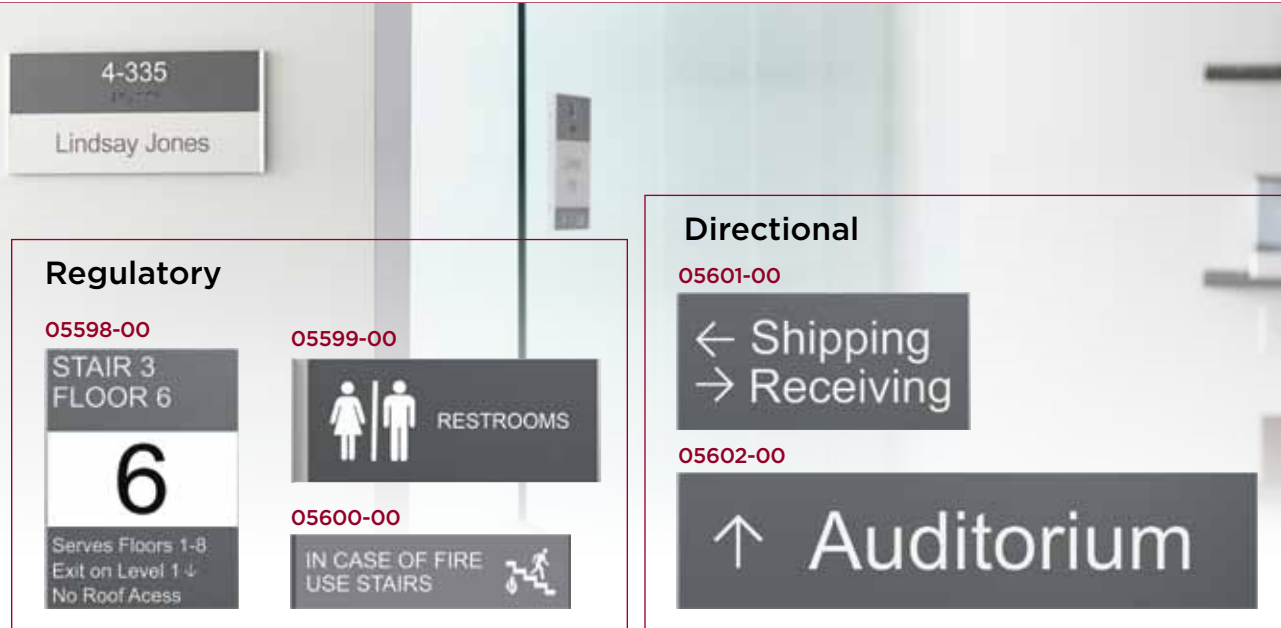 4-335
Lindsay Jones
Regulatory
05598-00
STAIR 3
FLOOR 6
6
Serves Floors 1-8
Exit on Level 1 ↓
No Roof Acess
05599-00
RESTROOMS
05600-00
IN CASE OF FIRE
USE STAIRS
Directional
05601-00
← Shipping
→ Receiving
05602-00
↑ Auditorium